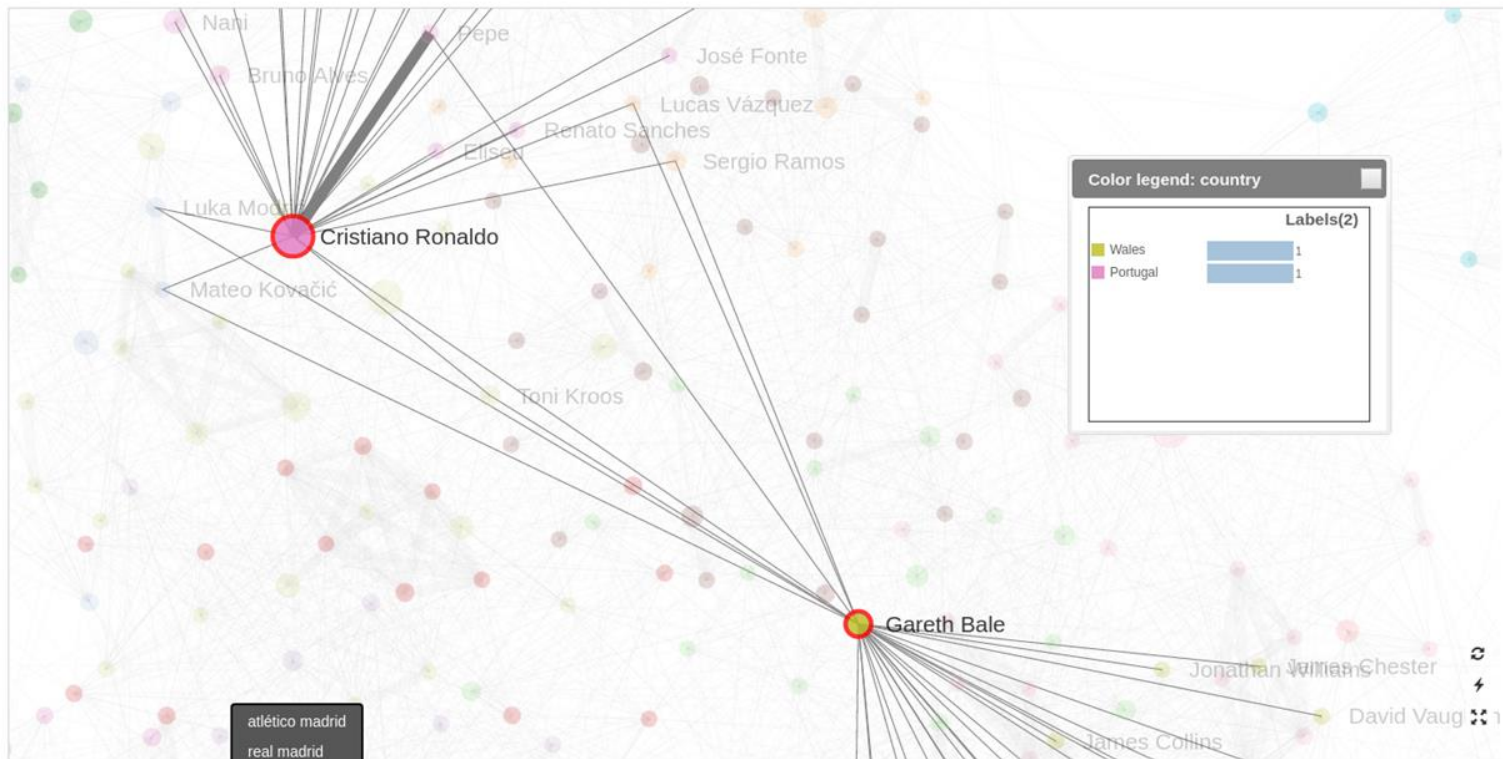 Nani
Pepe
José Fonte
Bruno Alves
Lucas Vázquez
Renato Sanches
Eliseu
Sergio Ramos
Color legend: country
Luka Modrić
Labels(2)
Cristiano Ronaldo
Wales 1
Portugal 1
Mateo Kovačić
Toni Kroos
Gareth Bale
Jonathan Williams
James Chester
David Vaug
James Collins
atlético madrid
real madrid